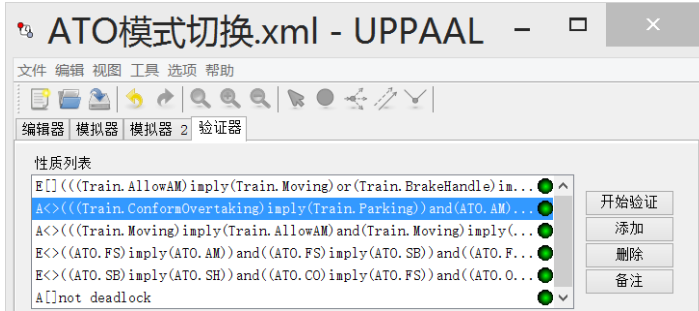 ATO模式切换.xml - UPPAAL
文件 编辑 视图 工具 选项 帮助
编辑器 模拟器 模拟器 2 验证器
性质列表
E[](((Train.AllowAM)imply(Train.Moving)or(Train.BrakeHandle)im...
A<>(((Train.ConformOvertaking)imply(Train.Parking))and(ATO.AM)...
A<>(((Train.Moving)imply(Train.AllowAM)and(Train.Moving)imply(...
E<>((ATO.FS)imply(ATO.AM))and((ATO.FS)imply(ATO.SB))and((ATO.F...
E<>((ATO.SB)imply(ATO.SH))and((ATO.CO)imply(ATO.FS))and((ATO.O...
A[]not deadlock
开始验证
添加
删除
备注